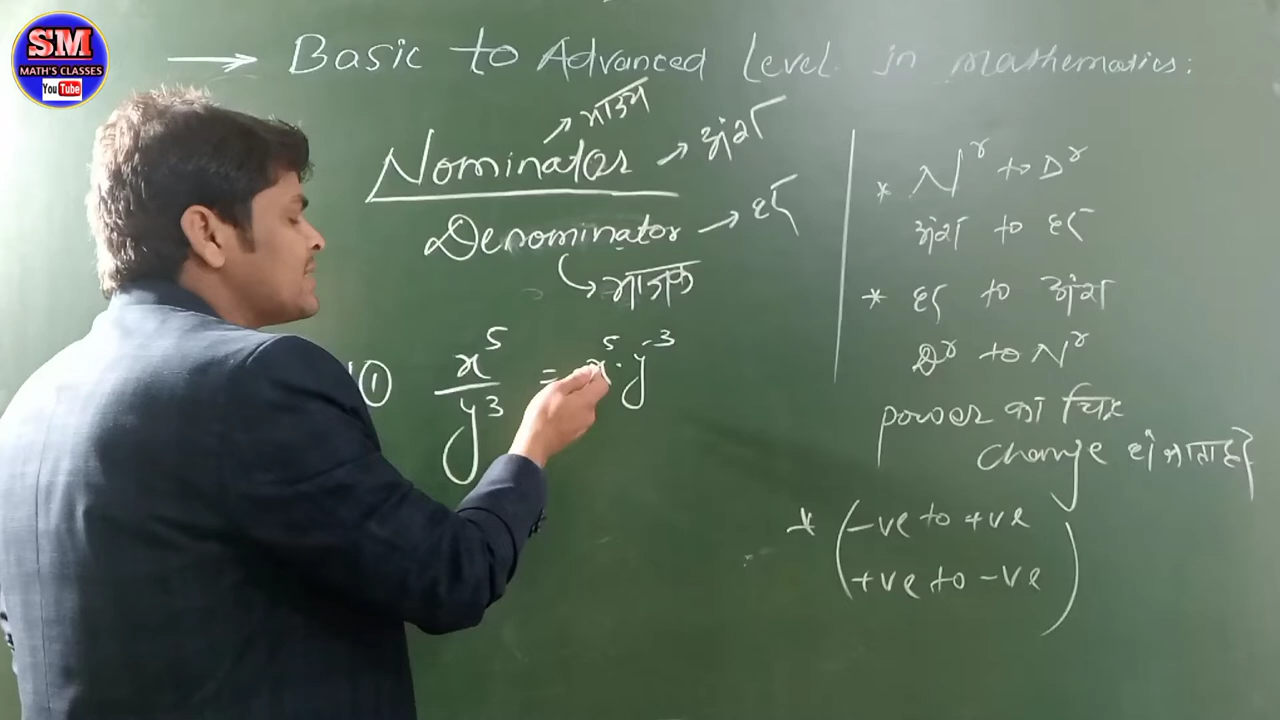 SM
MATH'S CLASSES
YouTube
→ Basic to Advanced Level in mathematics:
Nominator → भाज्य → अंश
Denominator → हर
→ भाजक
① x⁵/y³ = x⁵·y⁻³
* Nʳ to Dʳ
अंश to हर
* हर to अंश
Dʳ to Nʳ
power का चिह्न
change हो जाता है
* (-ve to +ve
+ve to -ve)